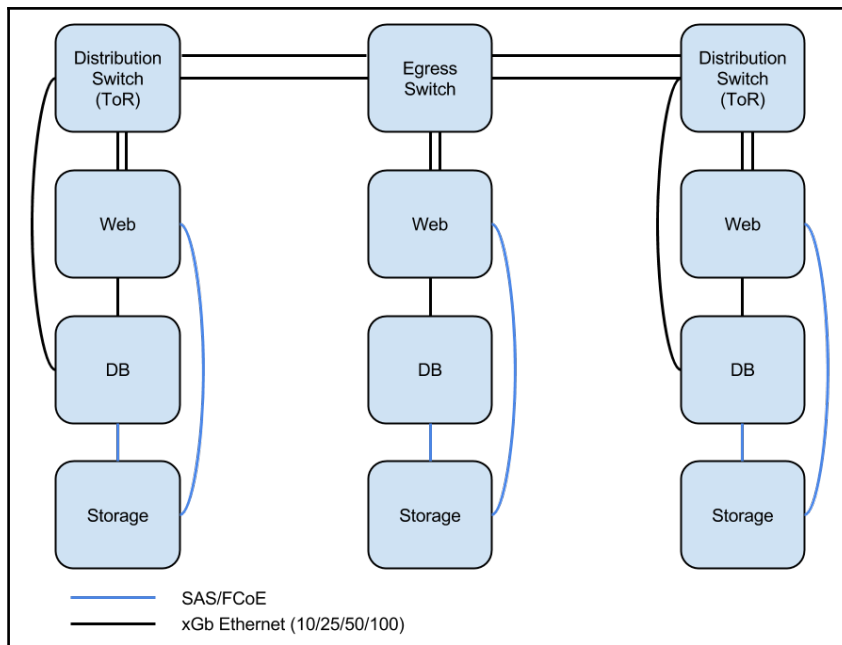 Distribution
Switch
(ToR)
Egress
Switch
Distribution
Switch
(ToR)
Web
Web
Web
DB
DB
DB
Storage
Storage
Storage
SAS/FCoE
xGb Ethernet (10/25/50/100)